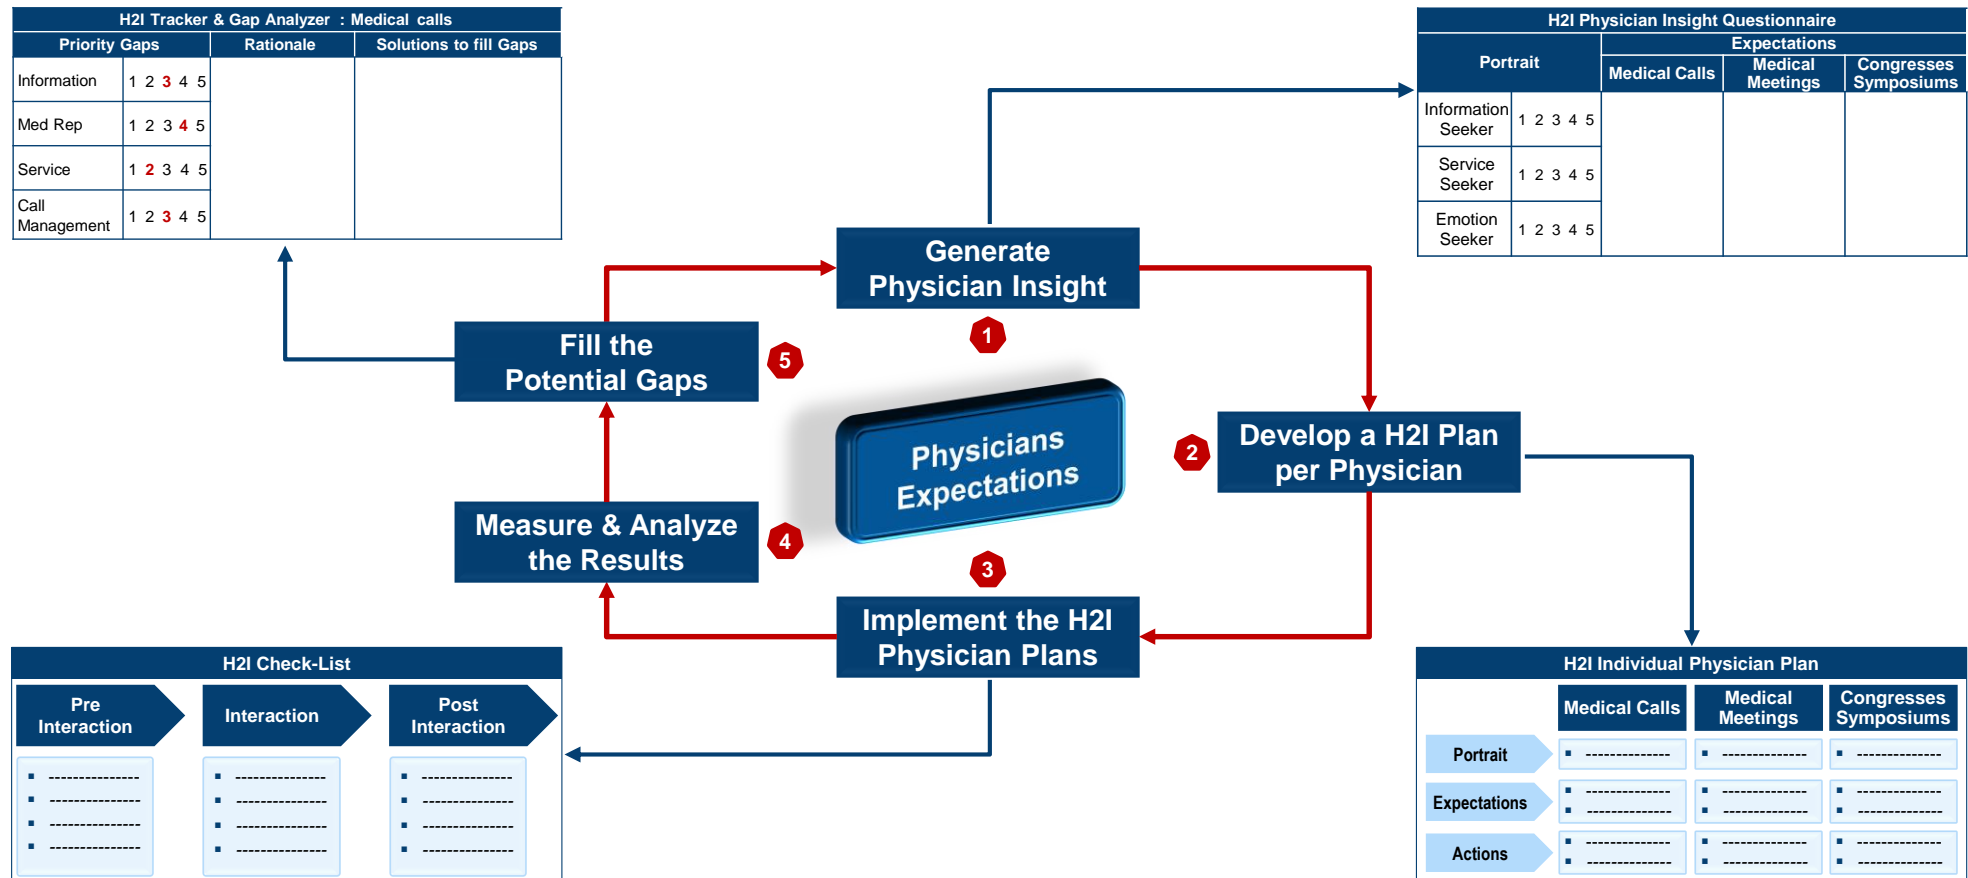 H2I Tracker & Gap Analyzer : Medical calls
Priority Gaps Rationale Solutions to fill Gaps
Information 1 2 3 4 5
Med Rep 1 2 3 4 5
Service 1 2 3 4 5
Call
Management 1 2 3 4 5
H2I Physician Insight Questionnaire
Portrait
Expectations
Medical Calls
Medical
Meetings
Congresses
Symposiums
Information
Seeker
1 2 3 4 5
Service
Seeker
1 2 3 4 5
Emotion
Seeker
1 2 3 4 5
Generate
Physician Insight
1
Develop a H2I Plan
per Physician
2
Implement the H2I
Physician Plans
3
Measure & Analyze
the Results
4
Fill the
Potential Gaps
5
Physicians
Expectations
H2I Check-List
Pre
Interaction
Interaction
Post
Interaction
H2I Individual Physician Plan
Medical Calls
Medical
Meetings
Congresses
Symposiums
Portrait
Expectations
Actions